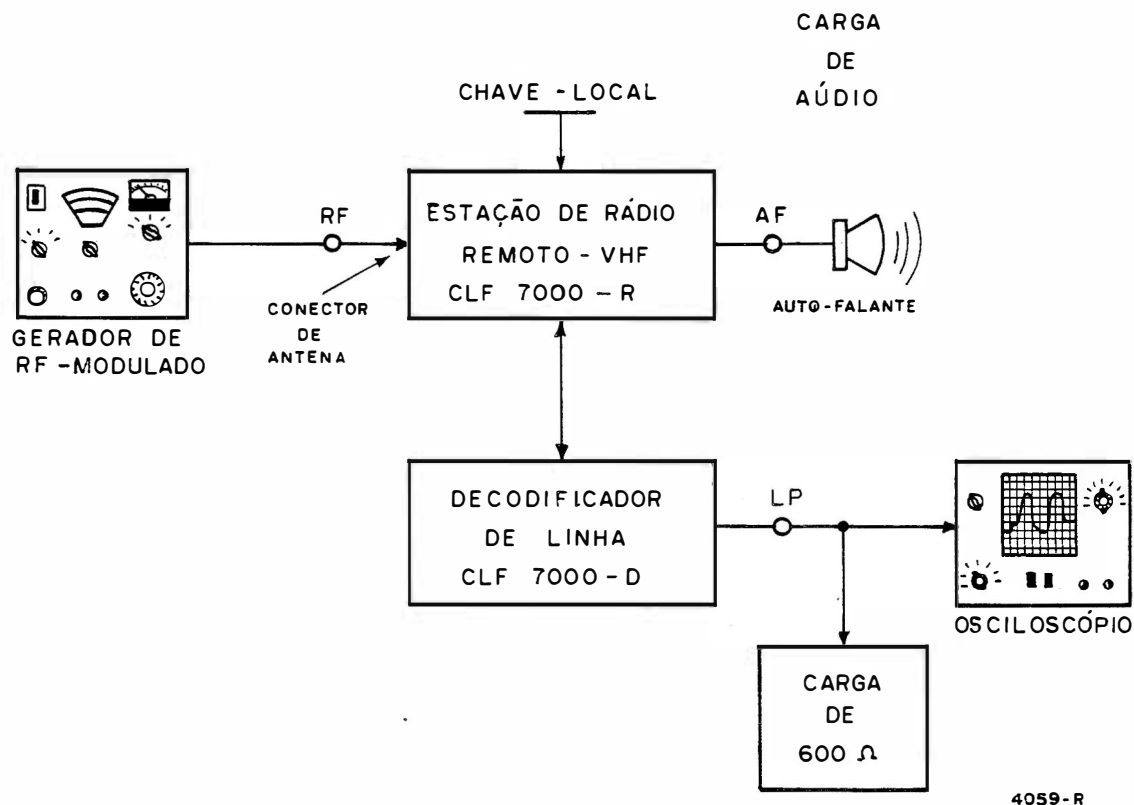 CARGA
DE
AÚDIO
CHAVE - LOCAL
RF
ESTAÇÃO DE RÁDIO
REMOTO - VHF
CLF 7000 - R
AF
CONECTOR
DE
ANTENA
AUTO - FALANTE
GERADOR DE
RF - MODULADO
DECODIFICADOR
DE LINHA
CLF 7000 - D
LP
OSCILOSCÓPIO
CARGA
DE
600 Ω
4059-R